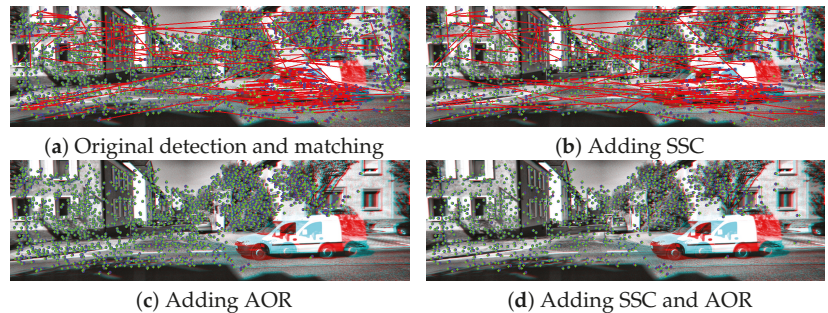 (a) Original detection and matching
(b) Adding SSC
(c) Adding AOR
(d) Adding SSC and AOR